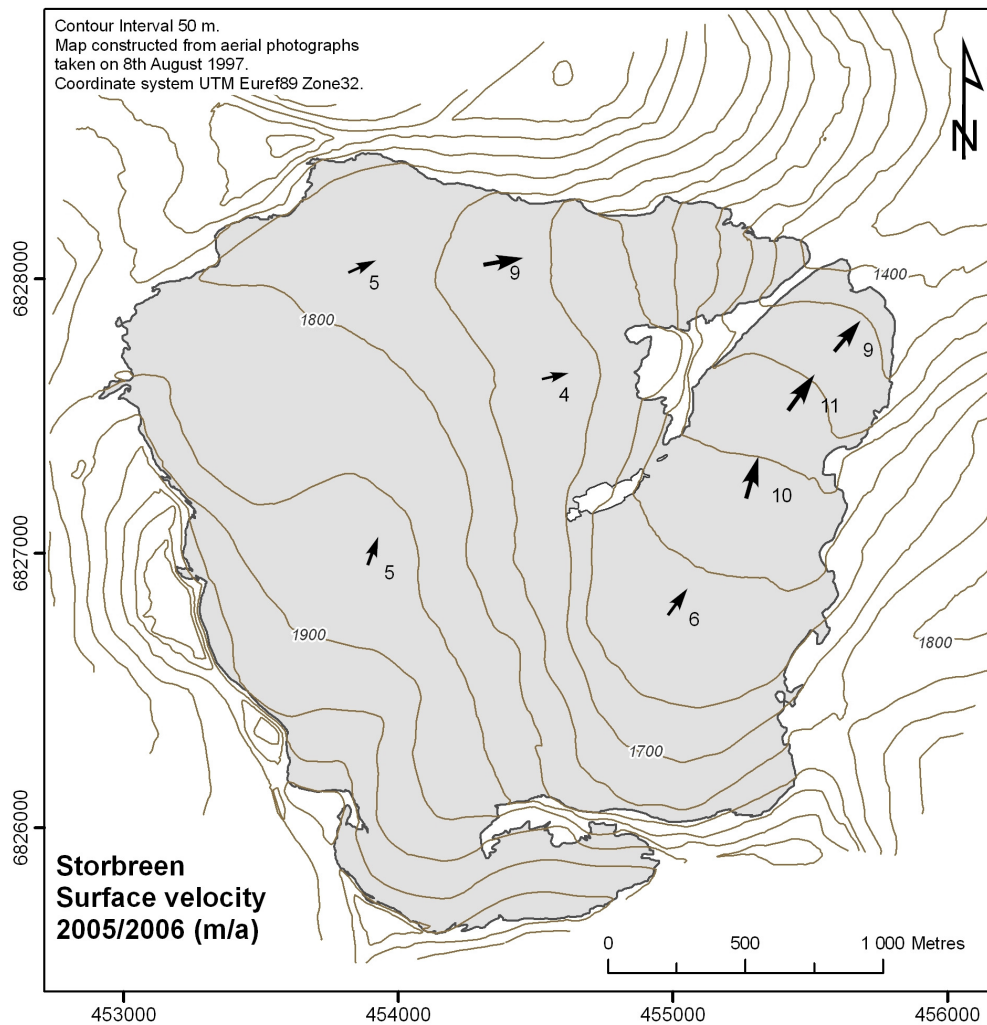 Contour Interval 50 m.
Map constructed from aerial photographs
taken on 8th August 1997.
Coordinate system UTM Euref89 Zone32.
N
6828000
1400
5
9
1800
9
4
11
10
6827000
5
6
1900
1800
1700
6826000
Storbreen
Surface velocity
2005/2006 (m/a)
0 500 1 000 Metres
453000 454000 455000 456000